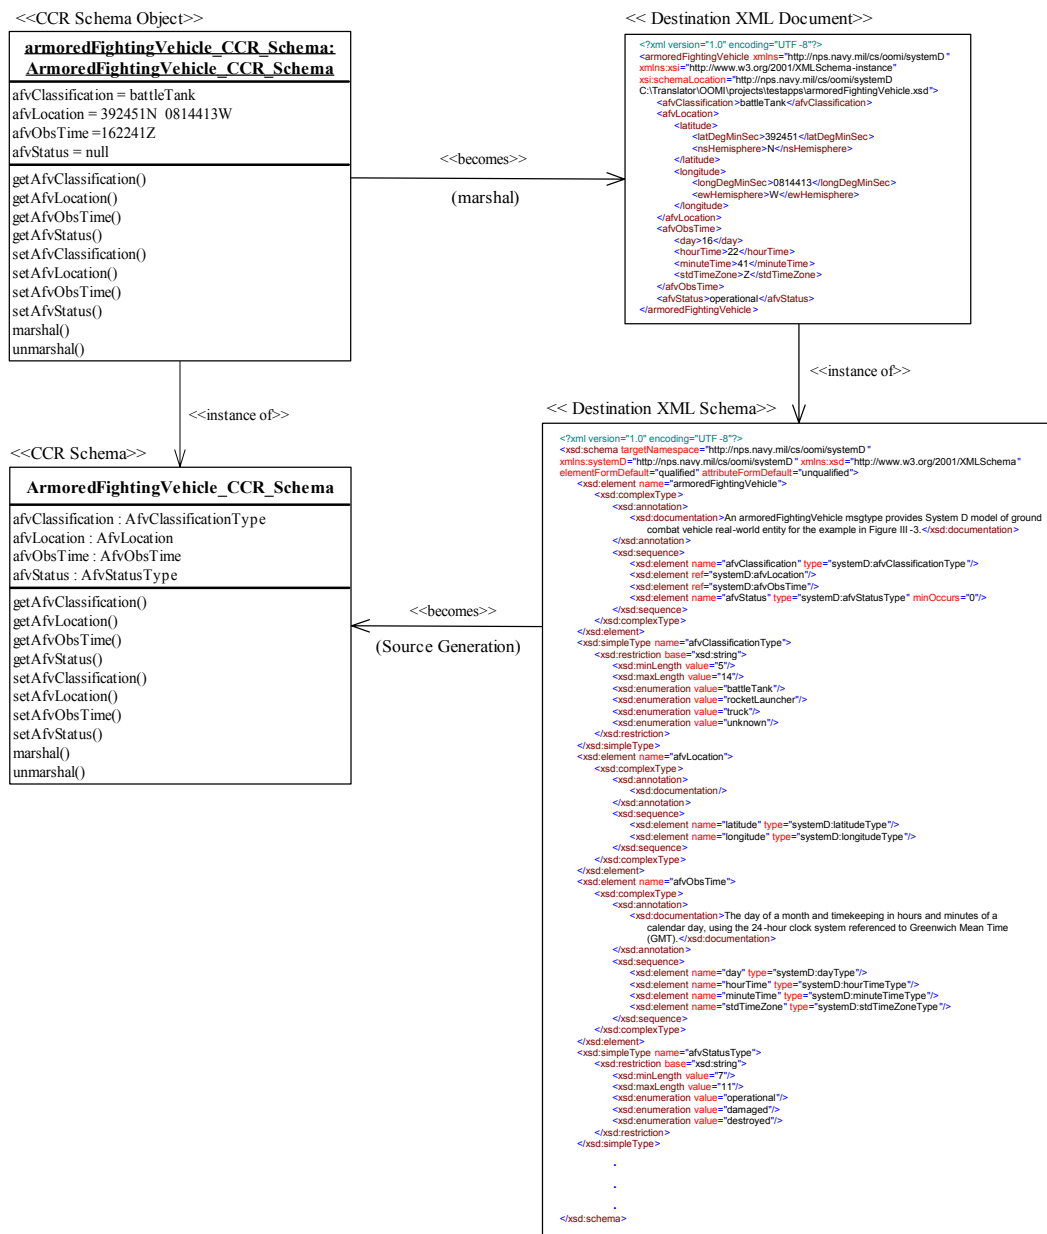 <<CCR Schema Object>>
armoredFightingVehicle_CCR_Schema:
ArmoredFightingVehicle_CCR_Schema
afvClassification = battleTank
afvLocation = 392451N  0814413W
afvObsTime =162241Z
afvStatus = null
getAfvClassification()
getAfvLocation()
getAfvObsTime()
getAfvStatus()
setAfvClassification()
setAfvLocation()
setAfvObsTime()
setAfvStatus()
marshal()
unmarshal()
<<becomes>>
(marshal)
<< Destination XML Document>>
<?xml version="1.0" encoding="UTF -8"?>
<armoredFightingVehicle xmlns="http://nps.navy.mil/cs/oomi/systemD "
xmlns:xsi="http://www.w3.org/2001/XMLSchema-instance"
xsi:schemaLocation="http://nps.navy.mil/cs/oomi/systemD
C:\Translator\OOMI\projects\testapps\armoredFightingVehicle.xsd">
<afvClassification>battleTank</afvClassification>
<afvLocation>
<latitude>
<latDegMinSec>392451</latDegMinSec>
<nsHemisphere>N</nsHemisphere>
</latitude>
<longitude>
<longDegMinSec>0814413</longDegMinSec>
<ewHemisphere>W</ewHemisphere>
</longitude>
</afvLocation>
<afvObsTime>
<day>16</day>
<hourTime>22</hourTime>
<minuteTime>41</minuteTime>
<stdTimeZone>Z</stdTimeZone>
</afvObsTime>
<afvStatus>operational</afvStatus>
</armoredFightingVehicle>
<<instance of>>
<<instance of>>
<<CCR Schema>>
ArmoredFightingVehicle_CCR_Schema
afvClassification : AfvClassificationType
afvLocation : AfvLocation
afvObsTime : AfvObsTime
afvStatus : AfvStatusType
getAfvClassification()
getAfvLocation()
getAfvObsTime()
getAfvStatus()
setAfvClassification()
setAfvLocation()
setAfvObsTime()
setAfvStatus()
marshal()
unmarshal()
<<becomes>>
(Source Generation)
<< Destination XML Schema>>
<?xml version="1.0" encoding="UTF -8"?>
<xsd:schema targetNamespace="http://nps.navy.mil/cs/oomi/systemD "
xmlns:systemD="http://nps.navy.mil/cs/oomi/systemD " xmlns:xsd="http://www.w3.org/2001/XMLSchema"
elementFormDefault="qualified" attributeFormDefault="unqualified">
<xsd:element name="armoredFightingVehicle">
<xsd:complexType>
<xsd:annotation>
<xsd:documentation>An armoredFightingVehicle msgtype provides System D model of ground
combat vehicle real-world entity for the example in Figure III -3.</xsd:documentation>
</xsd:annotation>
<xsd:sequence>
<xsd:element name="afvClassification" type="systemD:afvClassificationType"/>
<xsd:element ref="systemD:afvLocation"/>
<xsd:element ref="systemD:afvObsTime"/>
<xsd:element name="afvStatus" type="systemD:afvStatusType" minOccurs="0"/>
</xsd:sequence>
</xsd:complexType>
</xsd:element>
<xsd:simpleType name="afvClassificationType">
<xsd:restriction base="xsd:string">
<xsd:minLength value="5"/>
<xsd:maxLength value="14"/>
<xsd:enumeration value="battleTank"/>
<xsd:enumeration value="rocketLauncher"/>
<xsd:enumeration value="truck"/>
<xsd:enumeration value="unknown"/>
</xsd:restriction>
</xsd:simpleType>
<xsd:element name="afvLocation">
<xsd:complexType>
<xsd:annotation>
<xsd:documentation/>
</xsd:annotation>
<xsd:sequence>
<xsd:element name="latitude" type="systemD:latitudeType"/>
<xsd:element name="longitude" type="systemD:longitudeType"/>
</xsd:sequence>
</xsd:complexType>
</xsd:element>
<xsd:element name="afvObsTime">
<xsd:complexType>
<xsd:annotation>
<xsd:documentation>The day of a month and timekeeping in hours and minutes of a
calendar day, using the 24-hour clock system referenced to Greenwich Mean Time
(GMT).</xsd:documentation>
</xsd:annotation>
<xsd:sequence>
<xsd:element name="day" type="systemD:dayType"/>
<xsd:element name="hourTime" type="systemD:hourTimeType"/>
<xsd:element name="minuteTime" type="systemD:minuteTimeType"/>
<xsd:element name="stdTimeZone" type="systemD:stdTimeZoneType"/>
</xsd:sequence>
</xsd:complexType>
</xsd:element>
<xsd:simpleType name="afvStatusType">
<xsd:restriction base="xsd:string">
<xsd:minLength value="7"/>
<xsd:maxLength value="11"/>
<xsd:enumeration value="operational"/>
<xsd:enumeration value="damaged"/>
<xsd:enumeration value="destroyed"/>
</xsd:restriction>
</xsd:simpleType>
.
.
.
</xsd:schema>